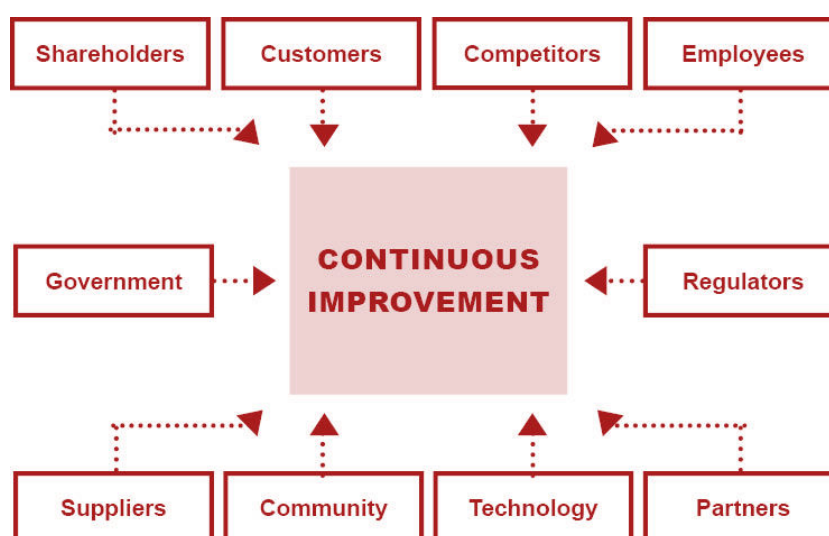 Shareholders
Customers
Competitors
Employees
Government
CONTINUOUS
IMPROVEMENT
Regulators
Suppliers
Community
Technology
Partners